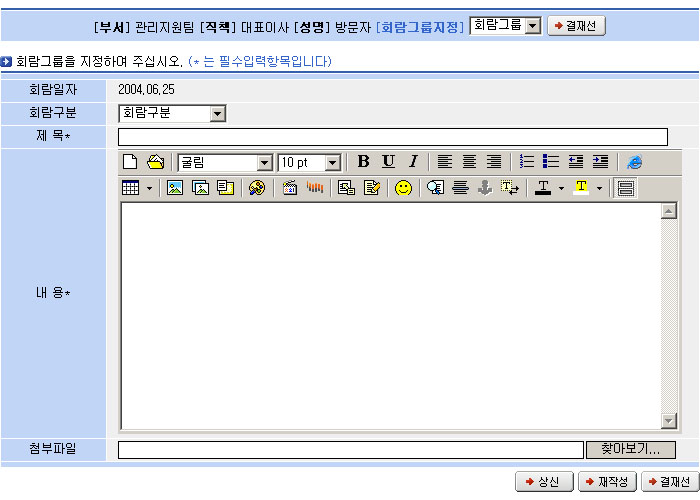 [부서] 관리지원팀 [직책] 대표이사 [성명] 방문자 [회람그룹지정] 회람그룹 결재선
회람그룹을 지정하며 주십시오. (* 는 필수입력항목입니다)
회람일자 2004.06.25
회람구분 회람구분
제 목*
굴림 10 pt B U I
T T
내 용*
첨부파일 찾아보기...
상신 재작성 결재선